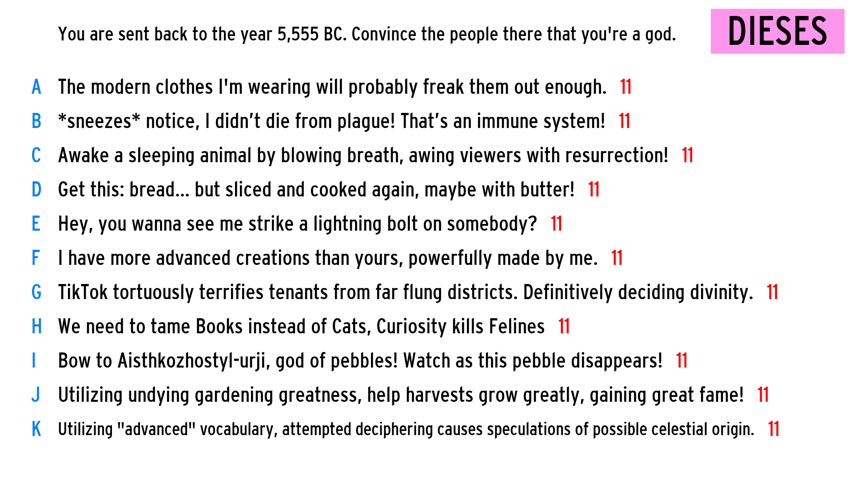 You are sent back to the year 5,555 BC. Convince the people there that you're a god.
DIESES
A The modern clothes I'm wearing will probably freak them out enough. 11
B *sneezes* notice, I didn’t die from plague! That’s an immune system! 11
C Awake a sleeping animal by blowing breath, awing viewers with resurrection! 11
D Get this: bread... but sliced and cooked again, maybe with butter! 11
E Hey, you wanna see me strike a lightning bolt on somebody? 11
F I have more advanced creations than yours, powerfully made by me. 11
G TikTok tortuously terrifies tenants from far flung districts. Definitively deciding divinity. 11
H We need to tame Books instead of Cats, Curiosity kills Felines 11
I Bow to Aisthkozhostyl-urji, god of pebbles! Watch as this pebble disappears! 11
J Utilizing undying gardening greatness, help harvests grow greatly, gaining great fame! 11
K Utilizing "advanced" vocabulary, attempted deciphering causes speculations of possible celestial origin. 11